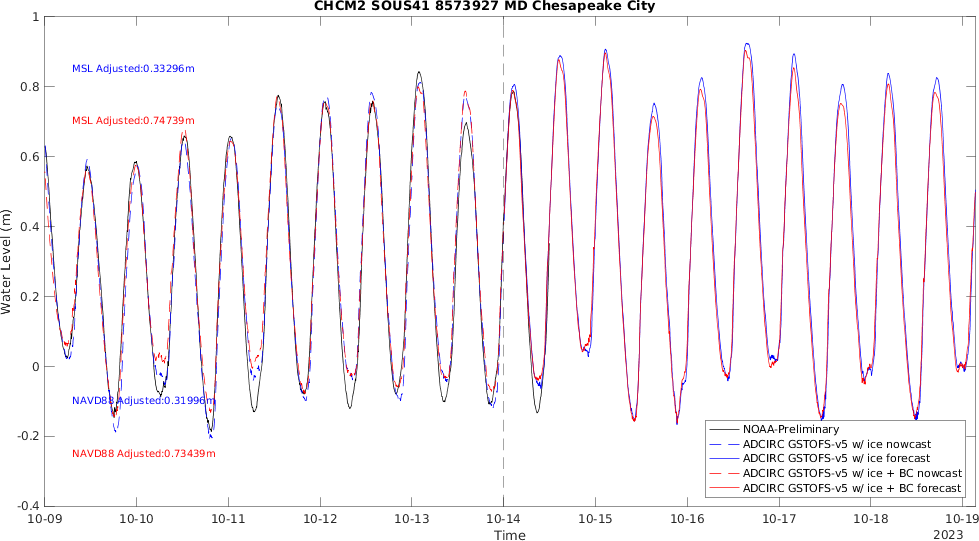 CHCM2 SOUS41 8573927 MD Chesapeake City
1
0.8
0.6
0.4
0.2
0
-0.2
-0.4
Water Level (m)
MSL Adjusted:0.33296m
MSL Adjusted:0.74739m
NAVD88 Adjusted:0.31996m
NAVD88 Adjusted:0.73439m
NOAA-Preliminary
ADCIRC GSTOFS-v5 w/ ice nowcast
ADCIRC GSTOFS-v5 w/ ice forecast
ADCIRC GSTOFS-v5 w/ ice + BC nowcast
ADCIRC GSTOFS-v5 w/ ice + BC forecast
10-09 10-10 10-11 10-12 10-13 10-14 10-15 10-16 10-17 10-18 10-19
Time
2023